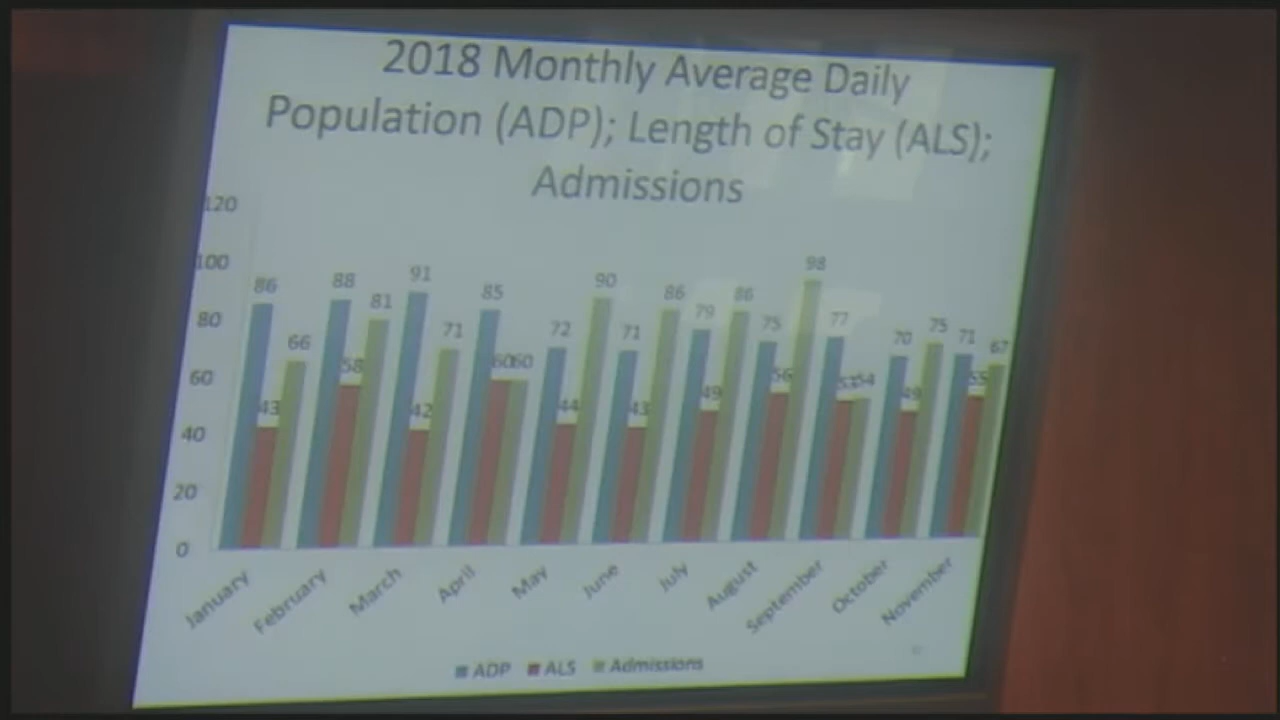 2018 Monthly Average Daily
Population (ADP); Length of Stay (ALS);
Admissions
120
100
80
60
40
20
0
86 43 66
88 58 81
91 42 71
85 60 60
72 44 90
71 43 86
79 49 86
75 56 98
77 53 54
70 49 75
71 55 67
January February March April May June July August September October November
ADP ALS Admissions